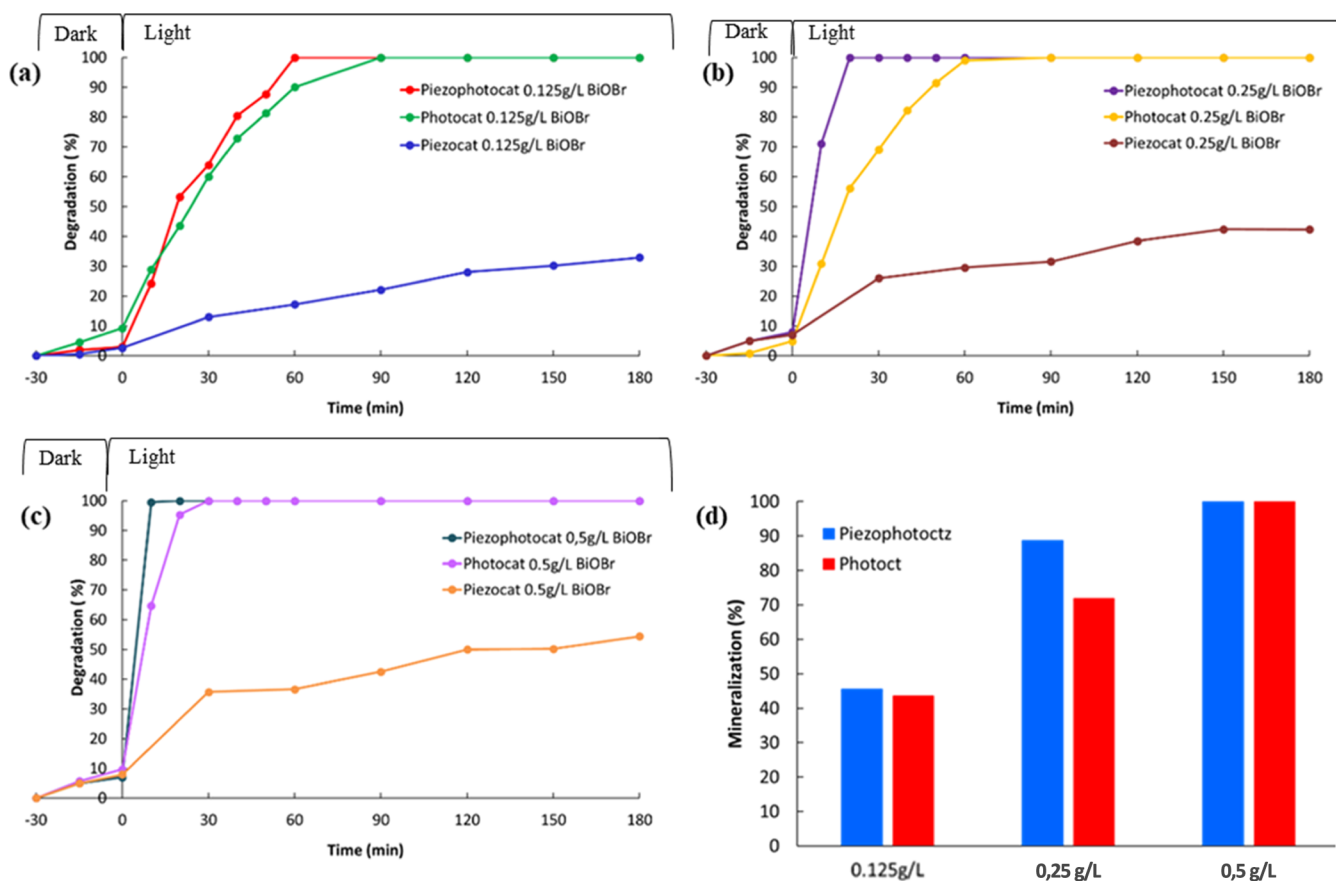 Dark Light
(a)
100
90
80
70
60
50
40
30
20
10
0
Degradation ( %)
Piezophotocat 0.125g/L BiOBr
Photocat 0.125g/L BiOBr
Piezocat 0.125g/L BiOBr
-30 0 30 60 90 120 150 180
Time (min)
Dark Light
(b)
100
90
80
70
60
50
40
30
20
10
0
Degradation ( %)
Piezophotocat 0.25g/L BiOBr
Photocat 0.25g/L BiOBr
Piezocat 0.25g/L BiOBr
-30 0 30 60 90 120 150 180
Time (min)
Dark Light
(c)
100
90
80
70
60
50
40
30
20
10
0
Degradation ( %)
Piezophotocat 0,5g/L BiOBr
Photocat 0.5g/L BiOBr
Piezocat 0.5g/L BiOBr
-30 0 30 60 90 120 150 180
Time (min)
(d)
100
90
80
70
60
50
40
30
20
10
0
Mineralization (%)
Piezophotoctz
Photoct
0.125g/L 0,25 g/L 0,5 g/L